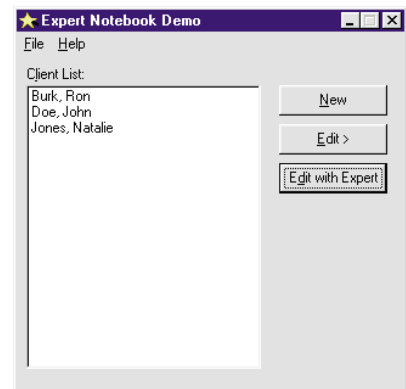 Expert Notebook Demo
File Help
Client List:
Burk, Ron
Doe, John
Jones, Natalie
New
Edit >
Edit with Expert